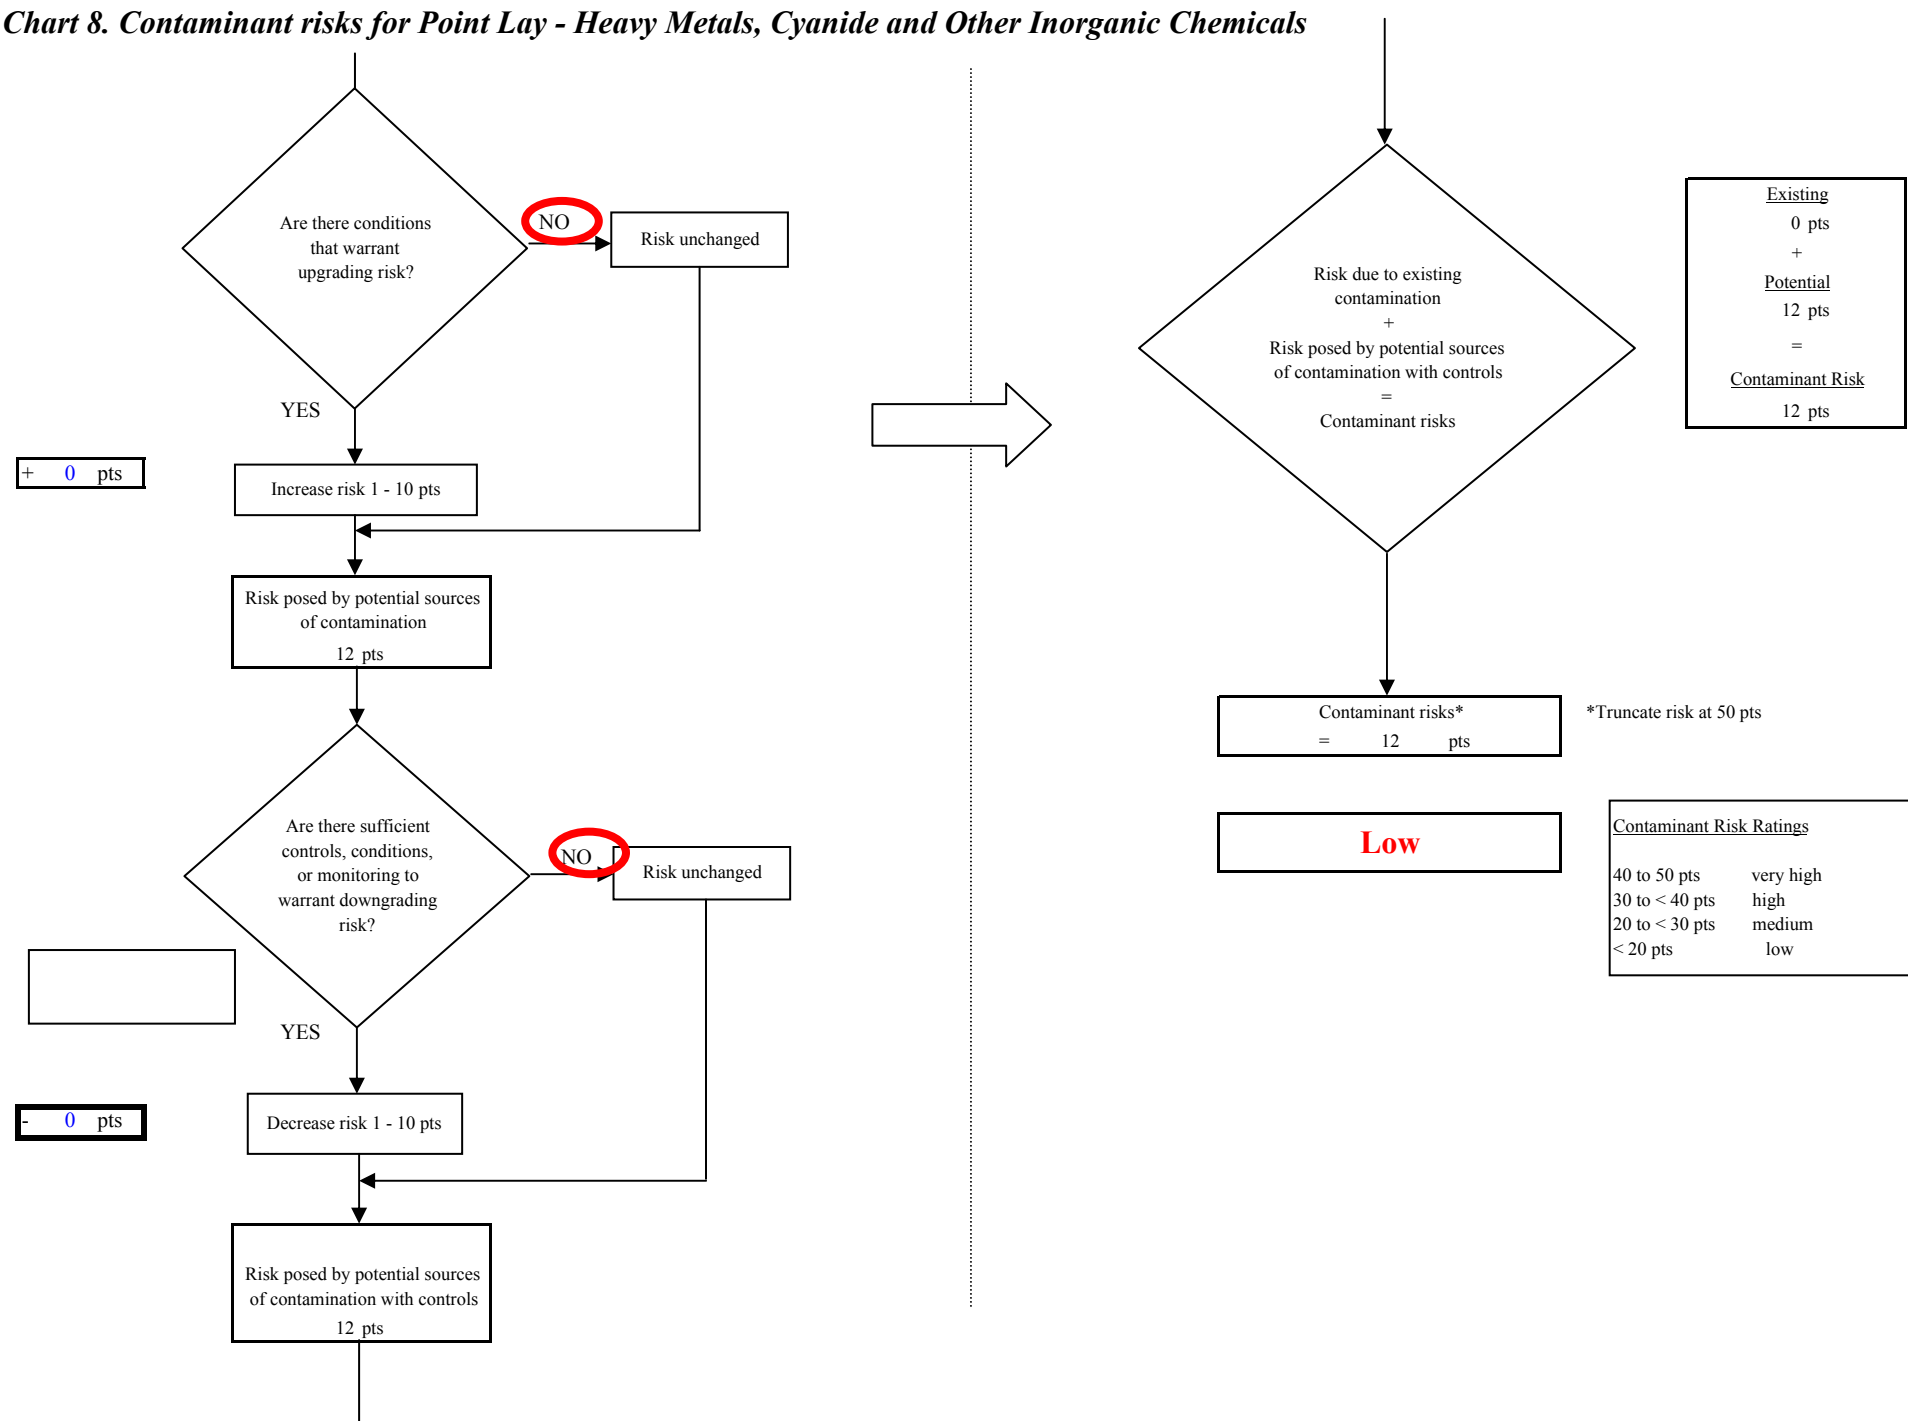 Chart 8. Contaminant risks for Point Lay - Heavy Metals, Cyanide and Other Inorganic Chemicals
Are there conditions
that warrant
upgrading risk?
NO
Risk unchanged
YES
+ 0 pts
Increase risk 1 - 10 pts
Risk posed by potential sources
of contamination
12 pts
Are there sufficient
controls, conditions,
or monitoring to
warrant downgrading
risk?
NO
Risk unchanged
YES
- 0 pts
Decrease risk 1 - 10 pts
Risk posed by potential sources
of contamination with controls
12 pts
Risk due to existing
contamination
+
Risk posed by potential sources
of contamination with controls
=
Contaminant risks
Existing
0 pts
+
Potential
12 pts
=
Contaminant Risk
12 pts
Contaminant risks*
= 12 pts
*Truncate risk at 50 pts
Low
Contaminant Risk Ratings
40 to 50 pts very high
30 to < 40 pts high
20 to < 30 pts medium
< 20 pts low